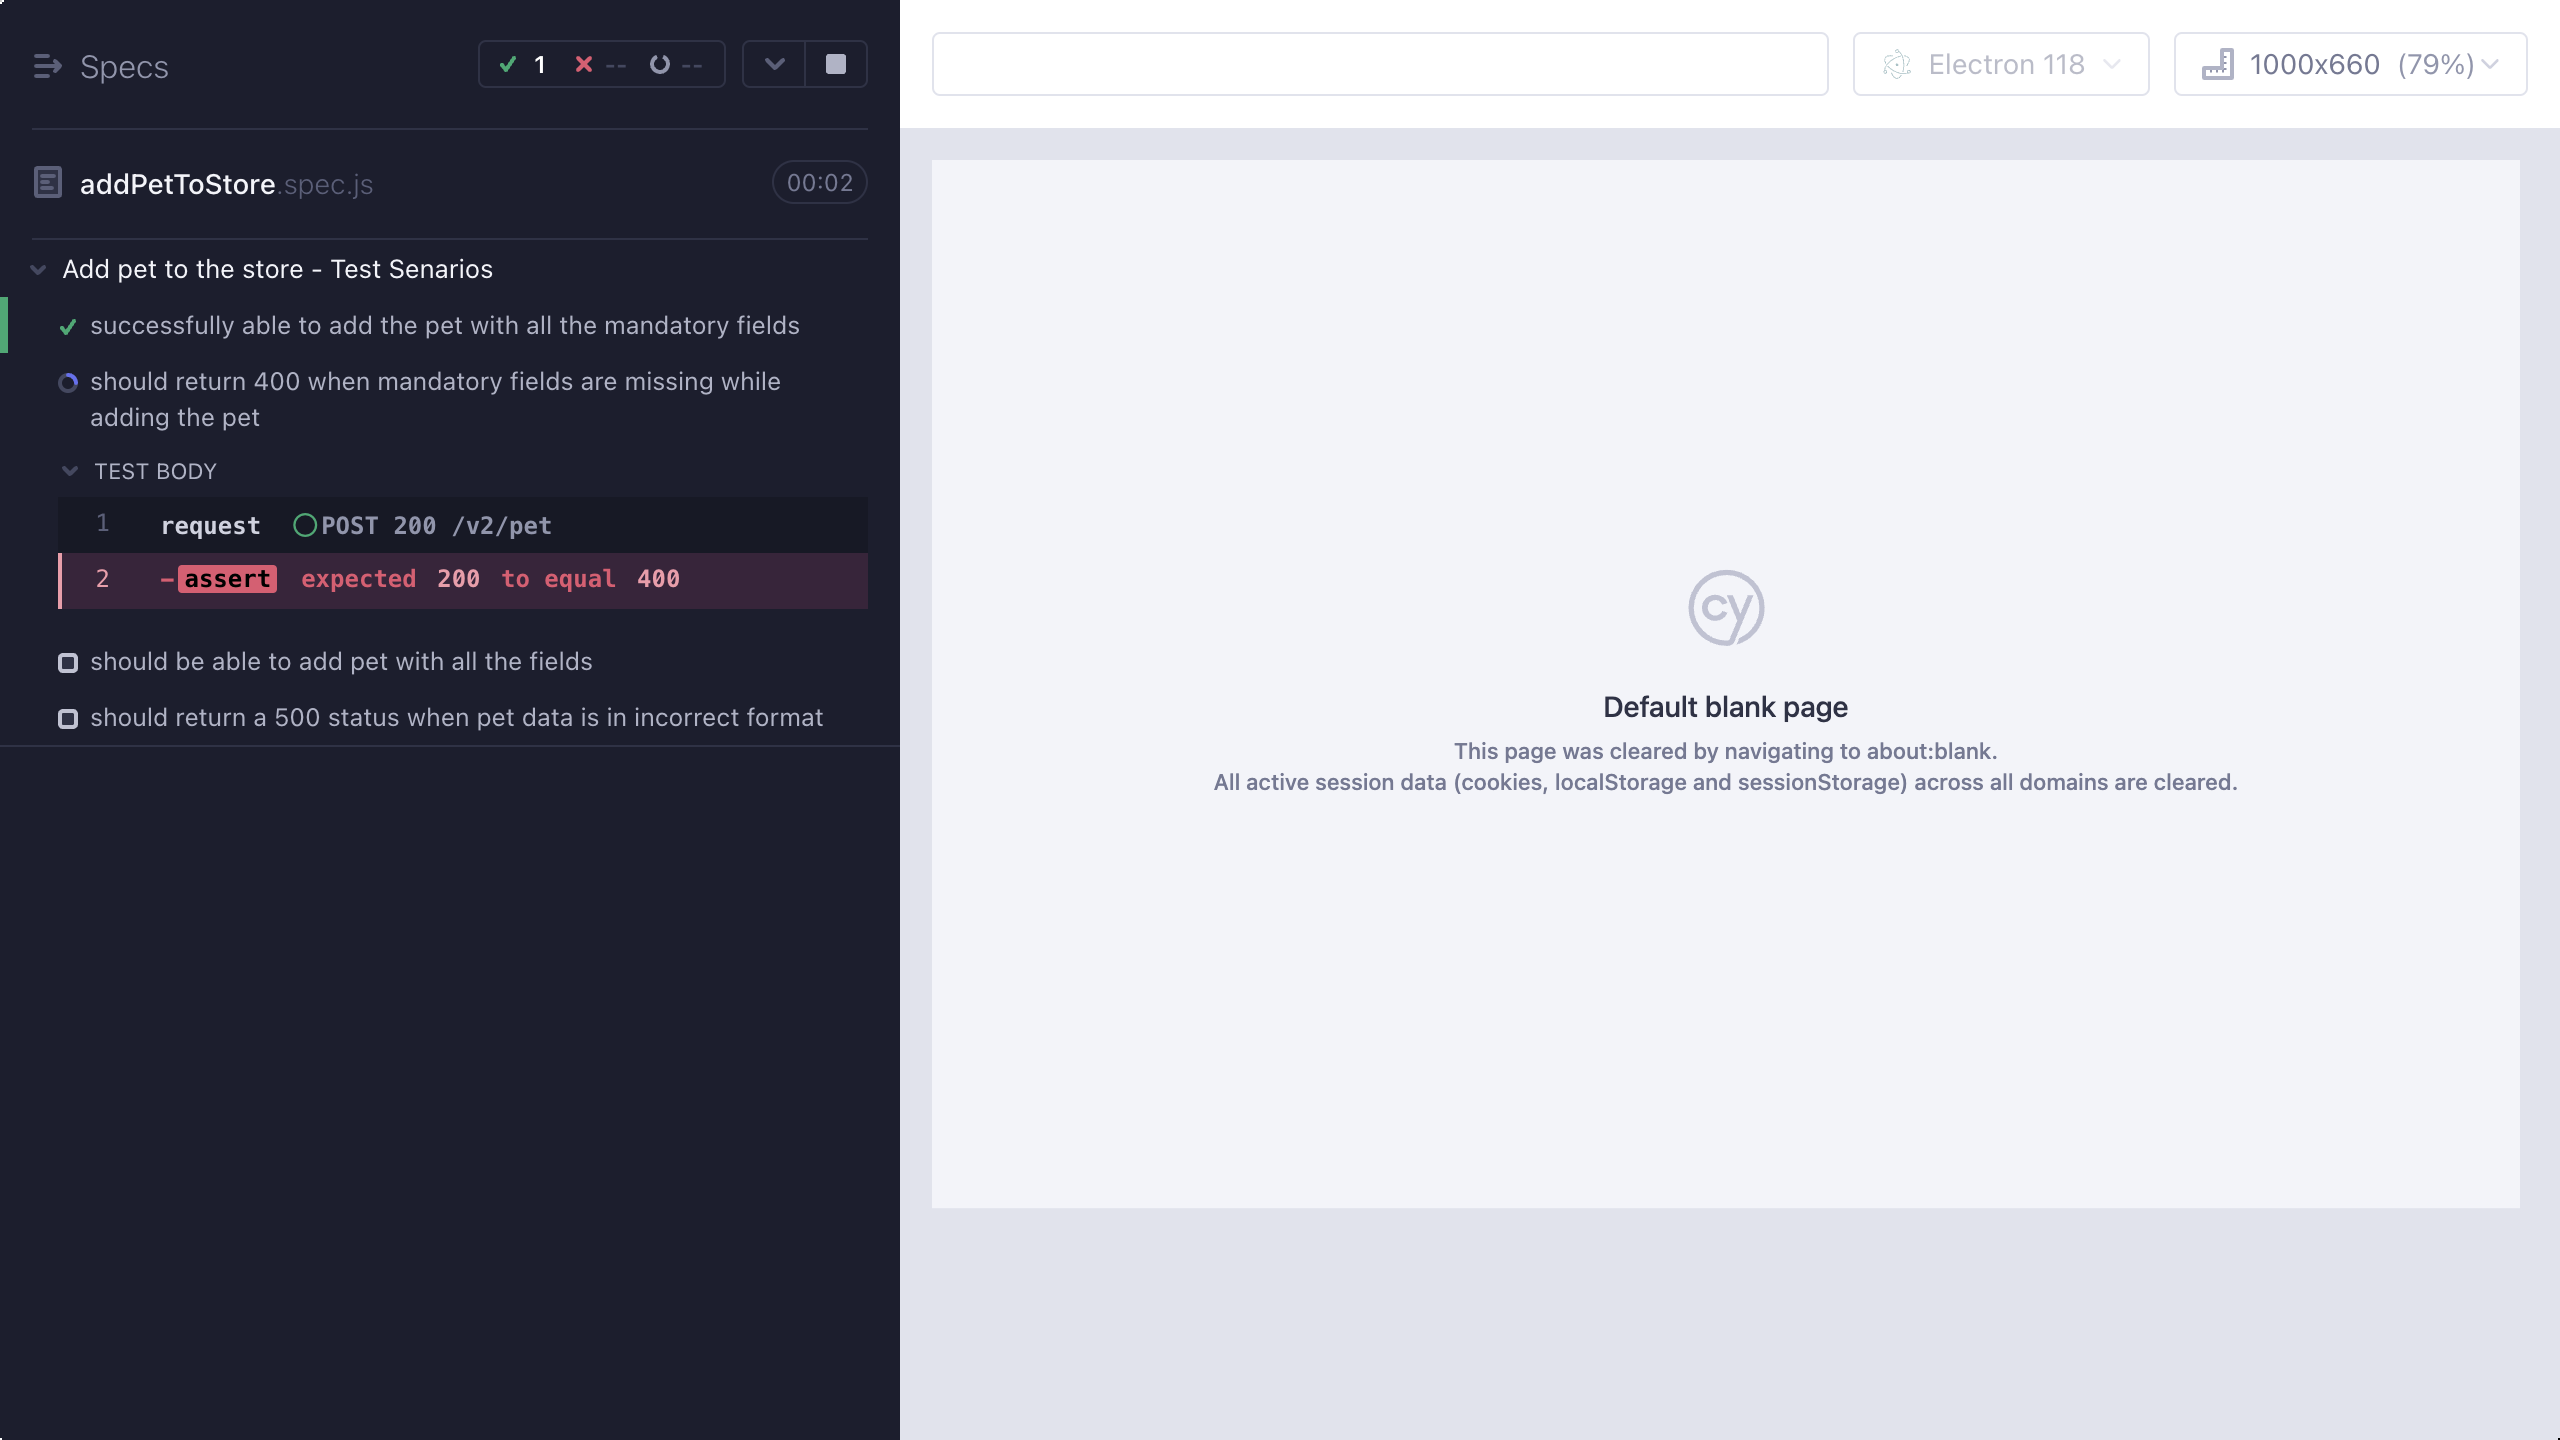 Specs
1 -- --
addPetToStore.spec.js
00:02
Add pet to the store - Test Senarios
successfully able to add the pet with all the mandatory fields
should return 400 when mandatory fields are missing while
adding the pet
TEST BODY
1 request POST 200 /v2/pet
2 -assert expected 200 to equal 400
should be able to add pet with all the fields
should return a 500 status when pet data is in incorrect format
Electron 118
1000x660 (79%)
cy
Default blank page
This page was cleared by navigating to about:blank.
All active session data (cookies, localStorage and sessionStorage) across all domains are cleared.